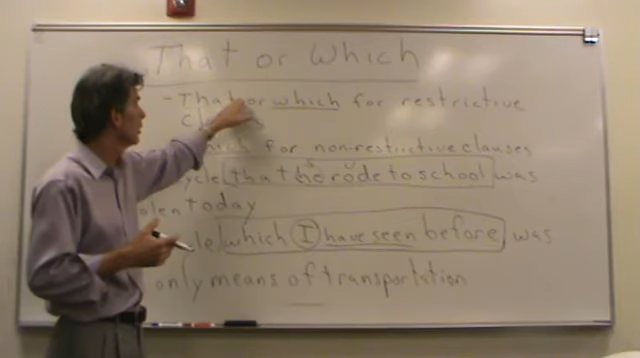 That or Which
- That or which for restrictive
for non-restrictive clauses
that he rode to school was
today
which I have seen before, was
only means of transportation